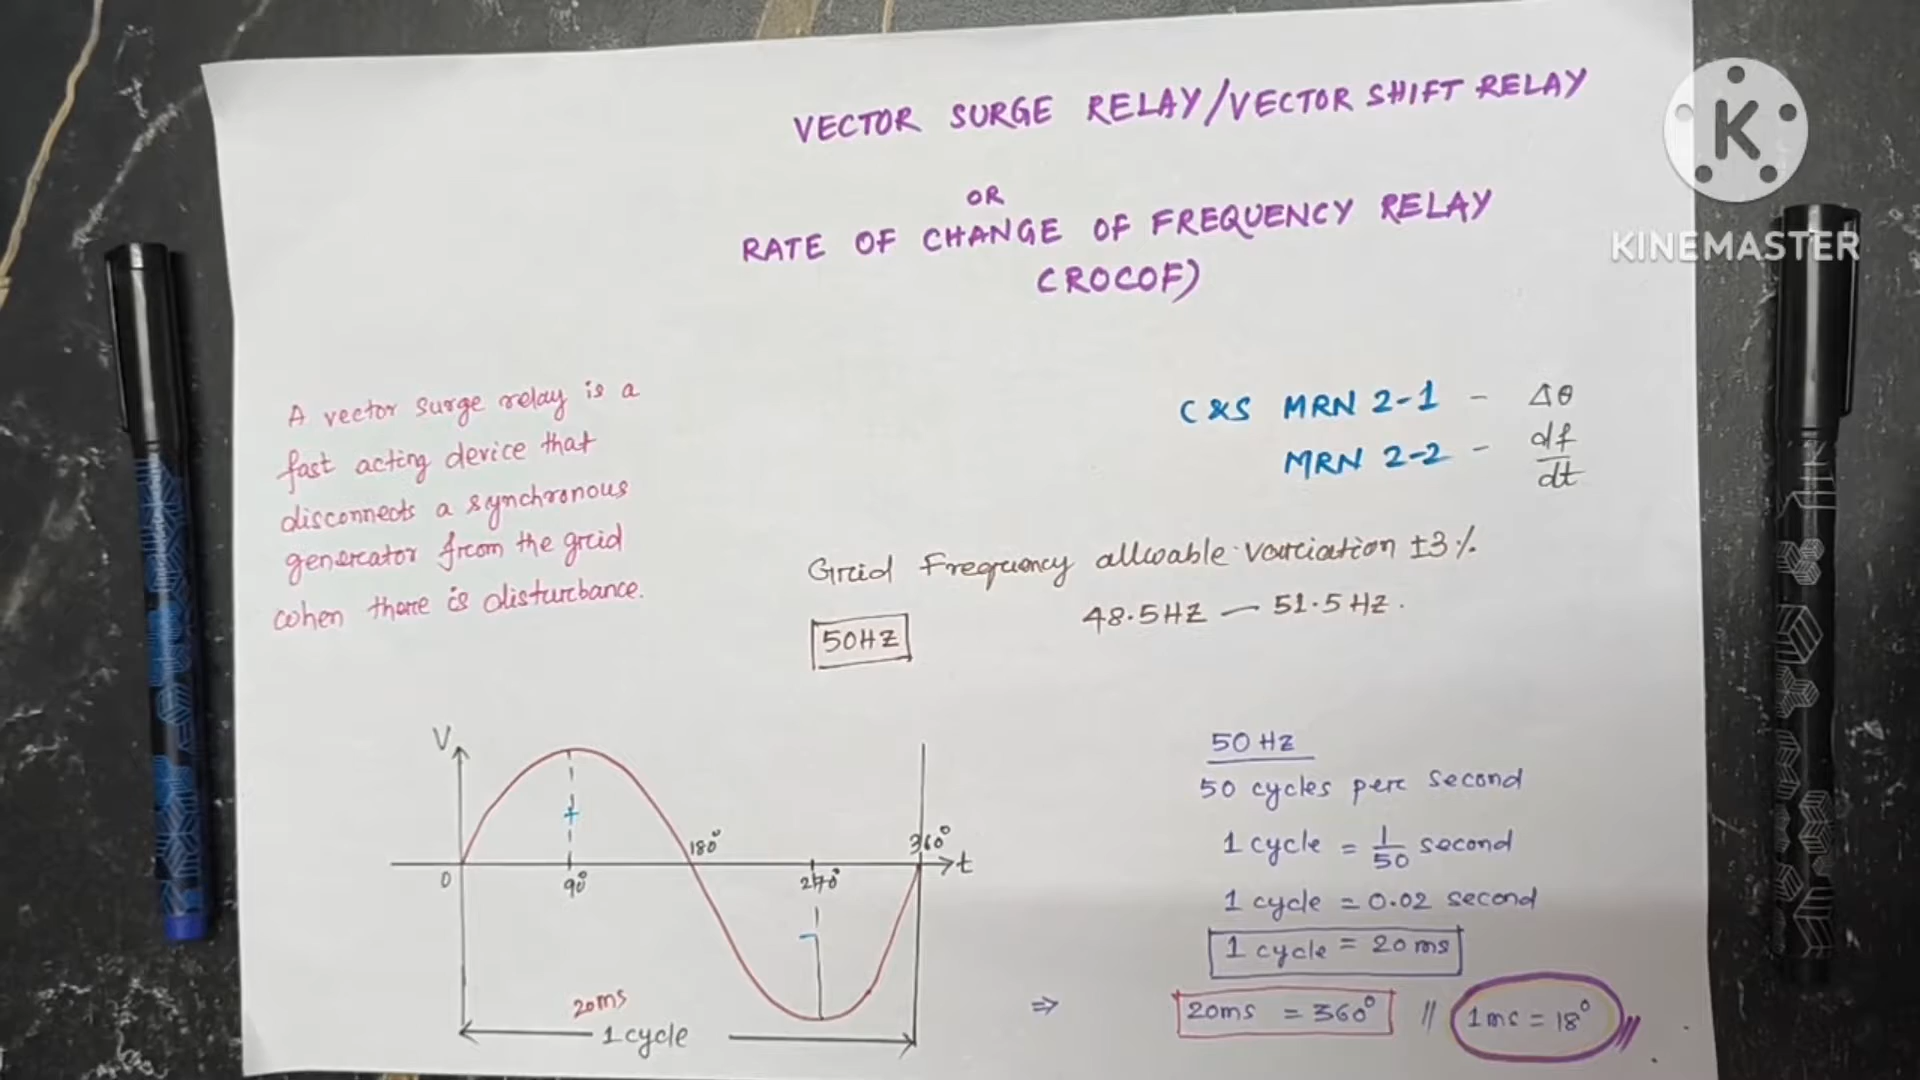 VECTOR SURGE RELAY/VECTOR SHIFT RELAY
OR
RATE OF CHANGE OF FREQUENCY RELAY
(ROCOF)
K
KINEMASTER
A vector surge relay is a
fast acting device that
disconnects a synchronous
generator from the grid
when there is disturbance.
C&S MRN 2-1 - Δθ
MRN 2-2 - df/dt
Grid Frequency allwable variation ±3%
50HZ
48.5HZ — 51.5HZ.
V
0
90°
180°
270°
360°
t
+
-
20ms
1 cycle
50 Hz
50 cycles per second
1 cycle = 1/50 second
1 cycle = 0.02 second
1 cycle = 20ms
⇒ 20ms = 360° // 1ms = 18° //